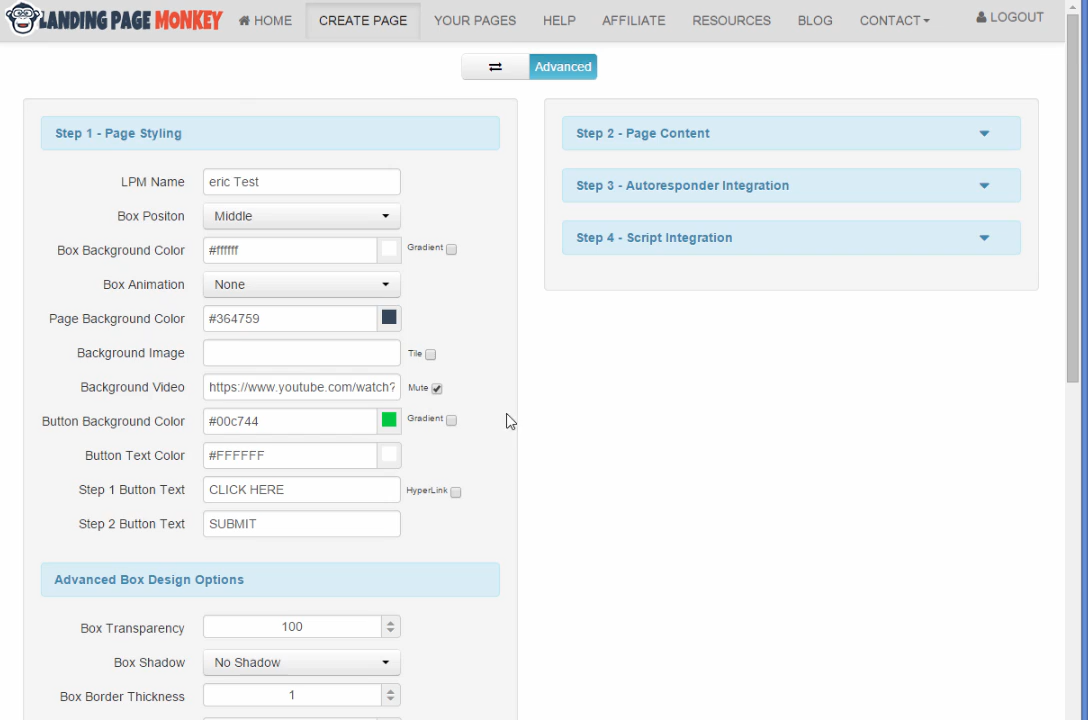 LANDING PAGE MONKEY HOME CREATE PAGE YOUR PAGES HELP AFFILIATE RESOURCES BLOG CONTACT LOGOUT
Advanced
Step 1 - Page Styling
LPM Name eric Test
Box Positon Middle
Box Background Color #ffffff Gradient
Box Animation None
Page Background Color #364759
Background Image Tile
Background Video https://www.youtube.com/watch? Mute
Button Background Color #00c744 Gradient
Button Text Color #FFFFFF
Step 1 Button Text CLICK HERE HyperLink
Step 2 Button Text SUBMIT
Advanced Box Design Options
Box Transparency 100
Box Shadow No Shadow
Box Border Thickness 1
Step 2 - Page Content
Step 3 - Autoresponder Integration
Step 4 - Script Integration